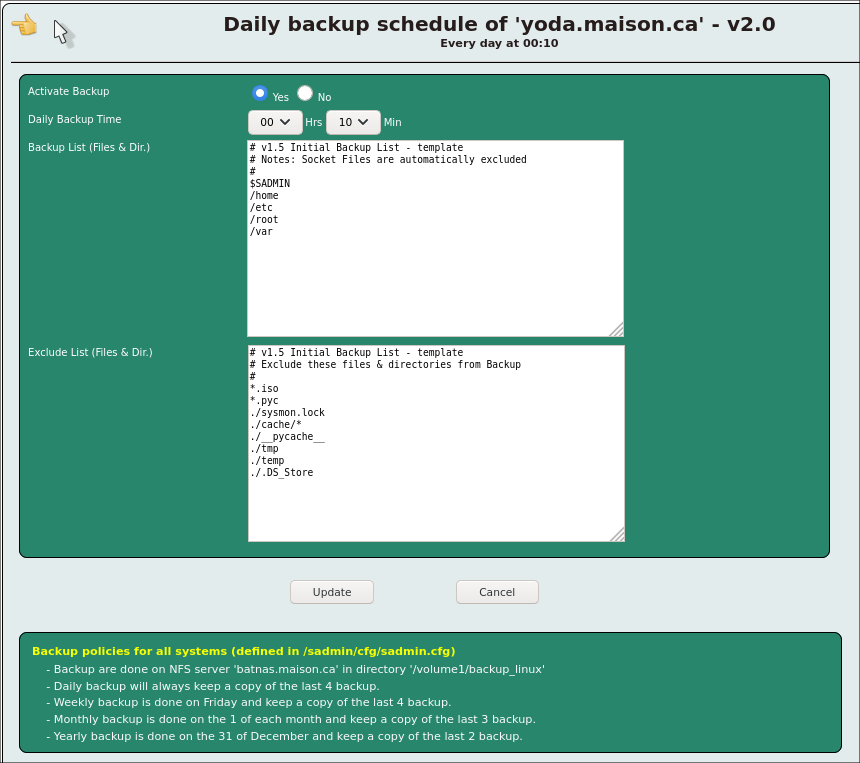 Daily backup schedule of 'yoda.maison.ca' - v2.0
Every day at 00:10
Activate Backup
Yes No
Daily Backup Time
00 Hrs 10 Min
Backup List (Files & Dir.)
# v1.5 Initial Backup List - template
# Notes: Socket Files are automatically excluded
#
$SADMIN
/home
/etc
/root
/var
Exclude List (Files & Dir.)
# v1.5 Initial Backup List - template
# Exclude these files & directories from Backup
#
*.iso
*.pyc
./sysmon.lock
./cache/*
./__pycache__
./tmp
./temp
./.DS_Store
Update Cancel
Backup policies for all systems (defined in /sadmin/cfg/sadmin.cfg)
- Backup are done on NFS server 'batnas.maison.ca' in directory '/volume1/backup_linux'
- Daily backup will always keep a copy of the last 4 backup.
- Weekly backup is done on Friday and keep a copy of the last 4 backup.
- Monthly backup is done on the 1 of each month and keep a copy of the last 3 backup.
- Yearly backup is done on the 31 of December and keep a copy of the last 2 backup.